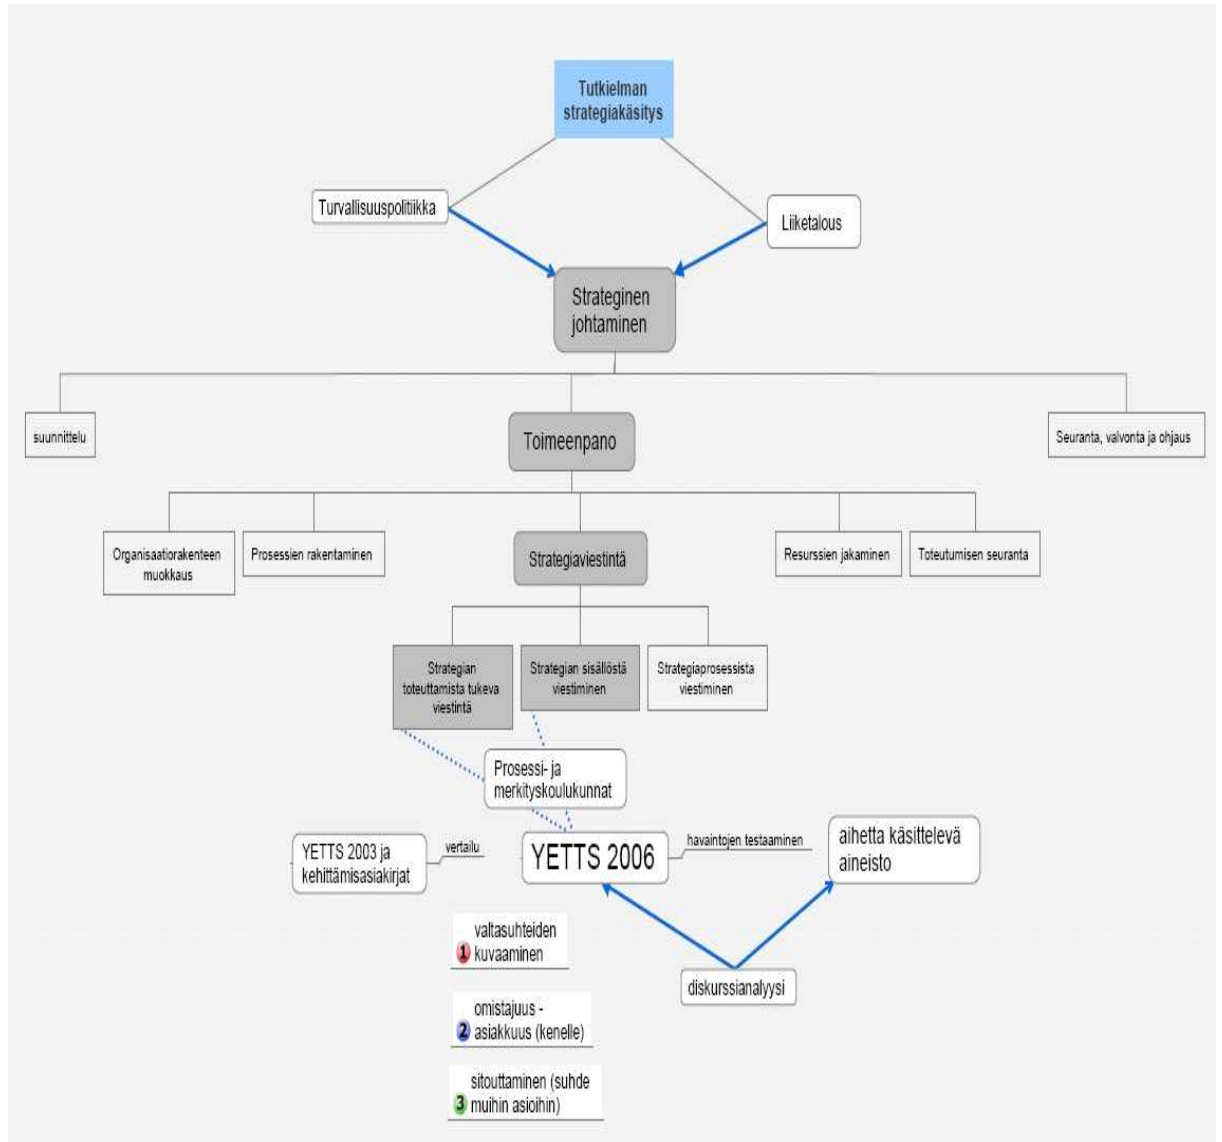 Tutkielman
strategiakäsitys
Turvallisuuspolitiikka
Liiketalous
Strateginen
johtaminen
suunnittelu
Toimeenpano
Seuranta, valvonta ja ohjaus
Organisaatiorakenteen
muokkaus
Prosessien rakentaminen
Strategiaviestintä
Resurssien jakaminen
Toteutumisen seuranta
Strategian
toteuttamista tukeva
viestintä
Strategian sisällöstä
viestiminen
Strategiaprosessista
viestiminen
Prosessi- ja
merkityskoulukunnat
YETTS 2003 ja
kehittämisasiakirjat
vertailu
YETTS 2006
havaintojen testaaminen
aihetta käsittelevä
aineisto
diskurssianalyysi
1 valtasuhteiden
kuvaaminen
2 omistajuus -
asiakkuus (kenelle)
3 sitouttaminen (suhde
muihin asioihin)